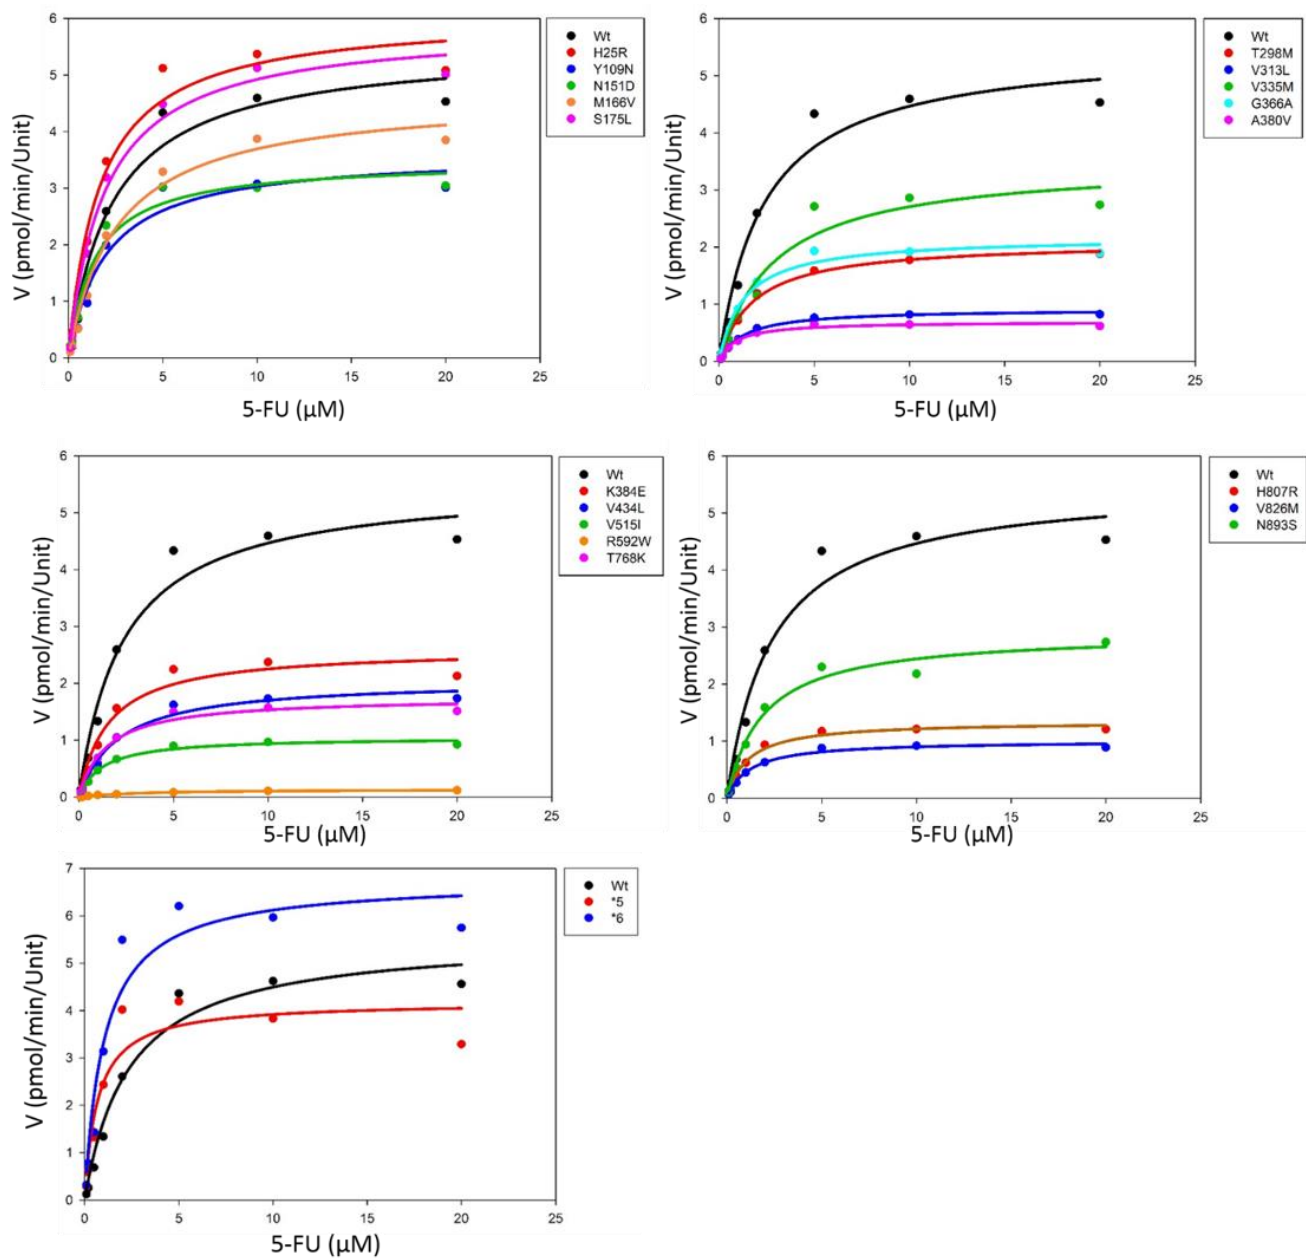 6
5
4
3
2
1
0
V (pmol/min/Unit)
0 5 10 15 20 25
5-FU (µM)
Wt
H25R
Y109N
N151D
M166V
S175L
6
5
4
3
2
1
0
V (pmol/min/Unit)
0 5 10 15 20 25
5-FU (µM)
Wt
T298M
V313L
V335M
G366A
A380V
6
5
4
3
2
1
0
V (pmol/min/Unit)
0 5 10 15 20 25
5-FU (µM)
Wt
K384E
V434L
V515I
R592W
T768K
6
5
4
3
2
1
0
V (pmol/min/Unit)
0 5 10 15 20 25
5-FU (µM)
Wt
H807R
V826M
N893S
7
6
5
4
3
2
1
0
V (pmol/min/Unit)
0 5 10 15 20 25
5-FU (µM)
Wt
*5
*6